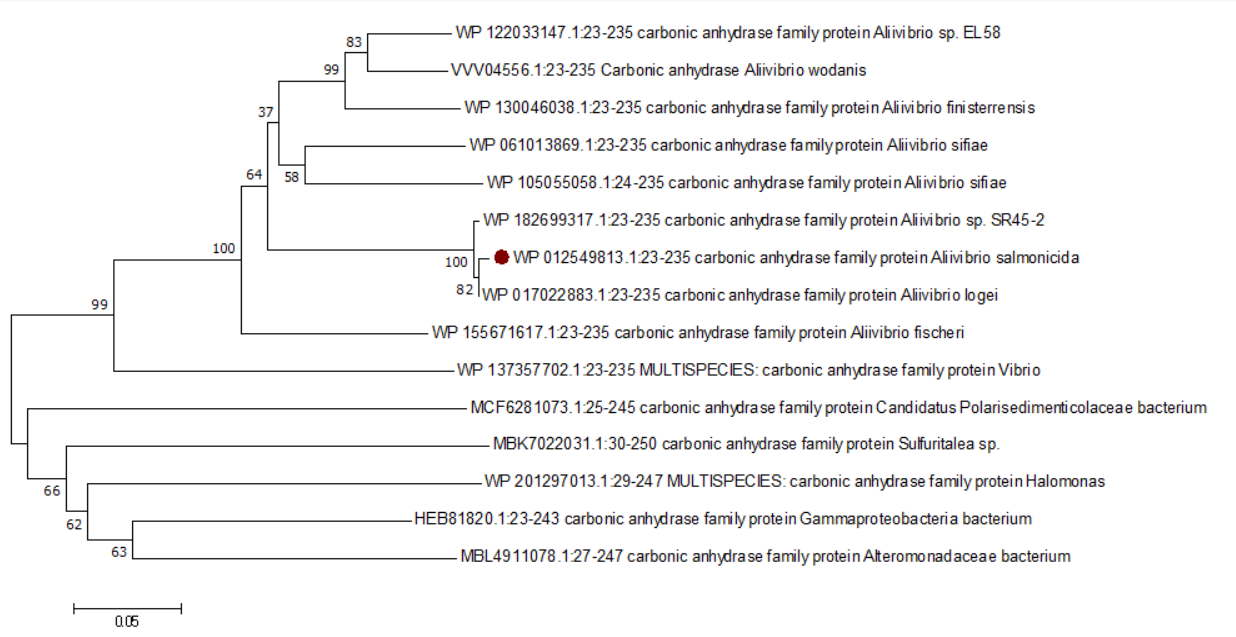 83
WP 122033147.1:23-235 carbonic anhydrase family protein Aliivibrio sp. EL58
99
VVV04556.1:23-235 Carbonic anhydrase Aliivibrio wodanis
37
WP 130046038.1:23-235 carbonic anhydrase family protein Aliivibrio finisterrensis
WP 061013869.1:23-235 carbonic anhydrase family protein Aliivibrio sifiae
64
58
WP 105055058.1:24-235 carbonic anhydrase family protein Aliivibrio sifiae
WP 182699317.1:23-235 carbonic anhydrase family protein Aliivibrio sp. SR45-2
100
100
WP 012549813.1:23-235 carbonic anhydrase family protein Aliivibrio salmonicida
82
WP 017022883.1:23-235 carbonic anhydrase family protein Aliivibrio logei
99
WP 155671617.1:23-235 carbonic anhydrase family protein Aliivibrio fischeri
WP 137357702.1:23-235 MULTISPECIES: carbonic anhydrase family protein Vibrio
MCF6281073.1:25-245 carbonic anhydrase family protein Candidatus Polarisedimenticolaceae bacterium
MBK7022031.1:30-250 carbonic anhydrase family protein Sulfuritalea sp.
66
WP 201297013.1:29-247 MULTISPECIES: carbonic anhydrase family protein Halomonas
62
HEB81820.1:23-243 carbonic anhydrase family protein Gammaproteobacteria bacterium
63
MBL4911078.1:27-247 carbonic anhydrase family protein Alteromonadaceae bacterium
0.05